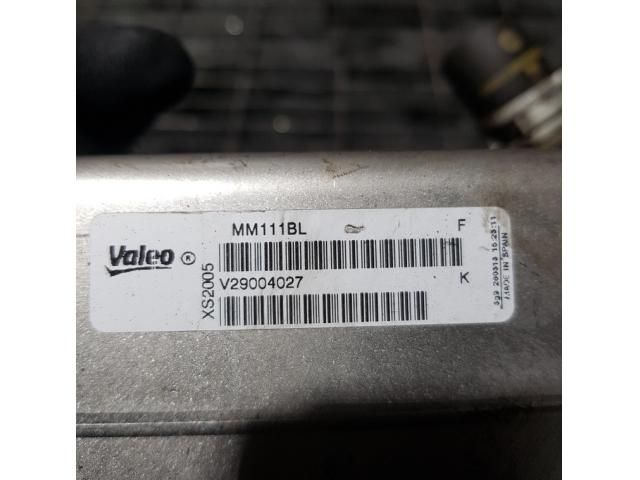 Valeo ®
XS2005
MM111BL
F
V29004027
K
MADE IN SPAIN